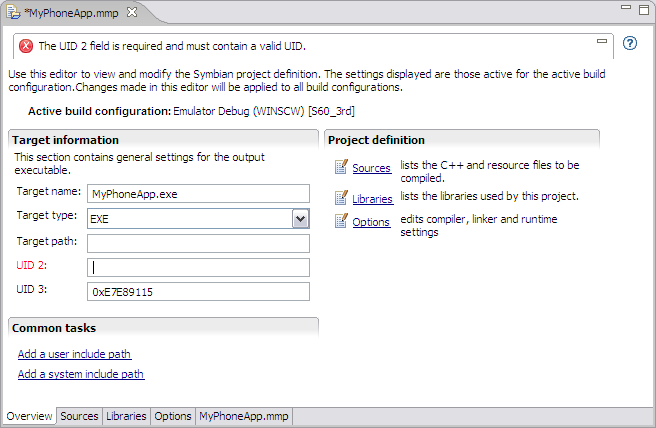 *MyPhoneApp.mmp
The UID 2 field is required and must contain a valid UID.
Use this editor to view and modify the Symbian project definition. The settings displayed are those active for the active build
configuration.Changes made in this editor will be applied to all build configurations.
Active build configuration: Emulator Debug (WINSCW) [S60_3rd]
Target information
This section contains general settings for the output
executable.
Target name: MyPhoneApp.exe
Target type: EXE
Target path:
UID 2:
UID 3: 0xE7E89115
Common tasks
Add a user include path
Add a system include path
Project definition
Sources lists the C++ and resource files to be
compiled.
Libraries lists the libraries used by this project.
Options edits compiler, linker and runtime
settings
Overview Sources Libraries Options MyPhoneApp.mmp